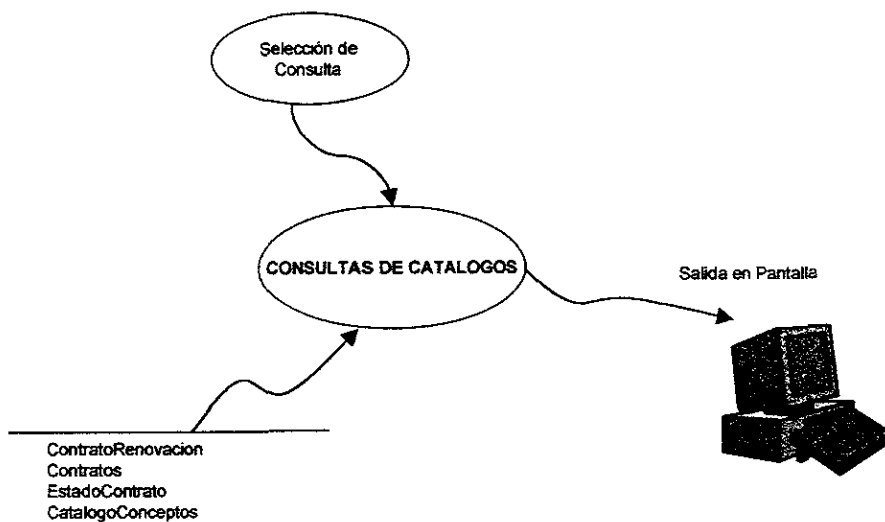 Selección de
Consulta
CONSULTAS DE CATALOGOS
Salida en Pantalla
ContratoRenovacion
Contratos
EstadoContrato
CatalogoConceptos